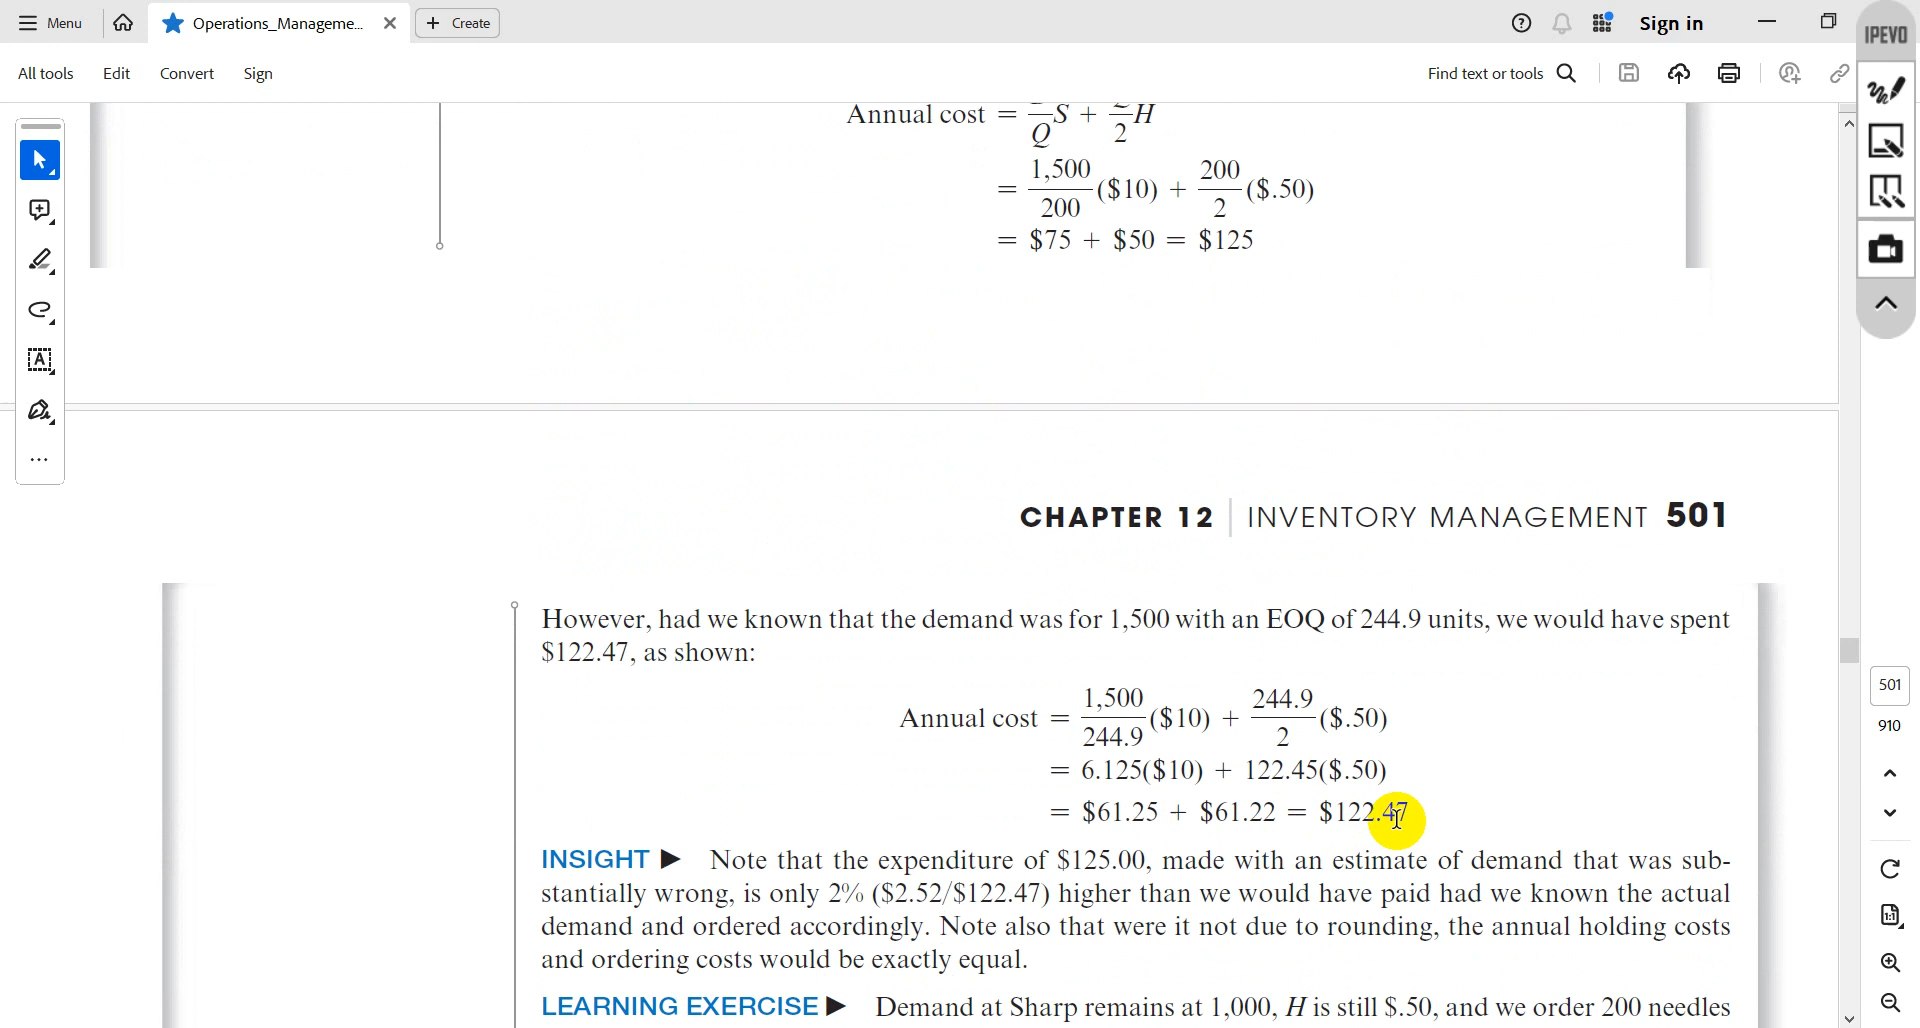 Menu
Operations_Manageme...
Create
Sign in
IPEVO
All tools
Edit
Convert
Sign
Find text or tools
Annual cost = —/Q S + —/2 H
= 1,500/200 ($10) + 200/2 ($.50)
= $75 + $50 = $125
CHAPTER 12 | INVENTORY MANAGEMENT 501
However, had we known that the demand was for 1,500 with an EOQ of 244.9 units, we would have spent
$122.47, as shown:
Annual cost = 1,500/244.9 ($10) + 244.9/2 ($.50)
= 6.125($10) + 122.45($.50)
= $61.25 + $61.22 = $122.47
INSIGHT ▶ Note that the expenditure of $125.00, made with an estimate of demand that was sub-
stantially wrong, is only 2% ($2.52/$122.47) higher than we would have paid had we known the actual
demand and ordered accordingly. Note also that were it not due to rounding, the annual holding costs
and ordering costs would be exactly equal.
LEARNING EXERCISE ▶ Demand at Sharp remains at 1,000, H is still $.50, and we order 200 needles
501
910